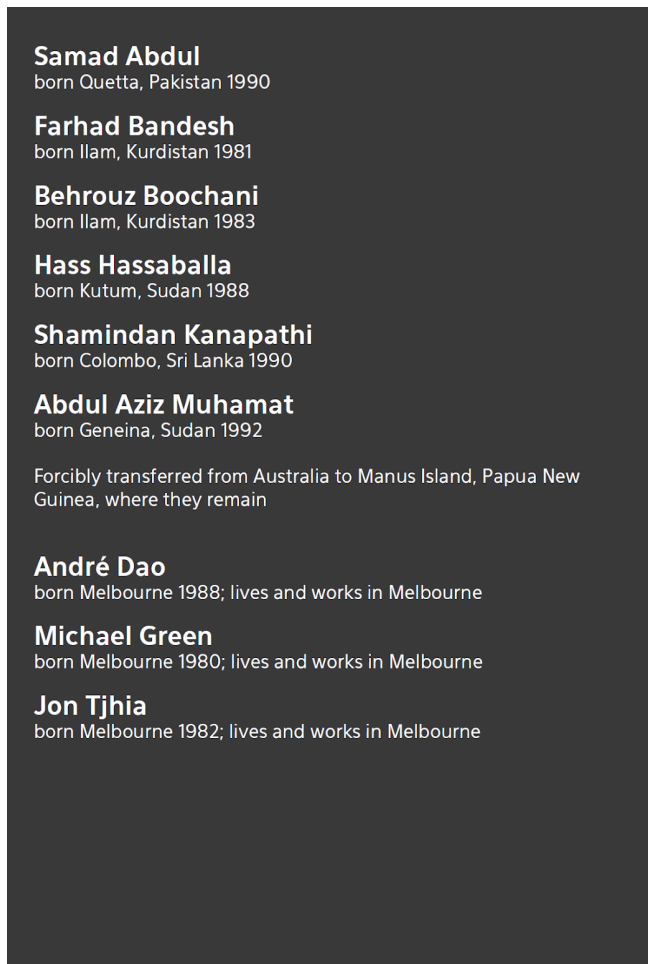 Samad Abdul
born Quetta, Pakistan 1990
Farhad Bandesh
born Ilam, Kurdistan 1981
Behrouz Boochani
born Ilam, Kurdistan 1983
Hass Hassaballa
born Kutum, Sudan 1988
Shamindan Kanapathi
born Colombo, Sri Lanka 1990
Abdul Aziz Muhamat
born Geneina, Sudan 1992
Forcibly transferred from Australia to Manus Island, Papua New
Guinea, where they remain
André Dao
born Melbourne 1988; lives and works in Melbourne
Michael Green
born Melbourne 1980; lives and works in Melbourne
Jon Tjhia
born Melbourne 1982; lives and works in Melbourne